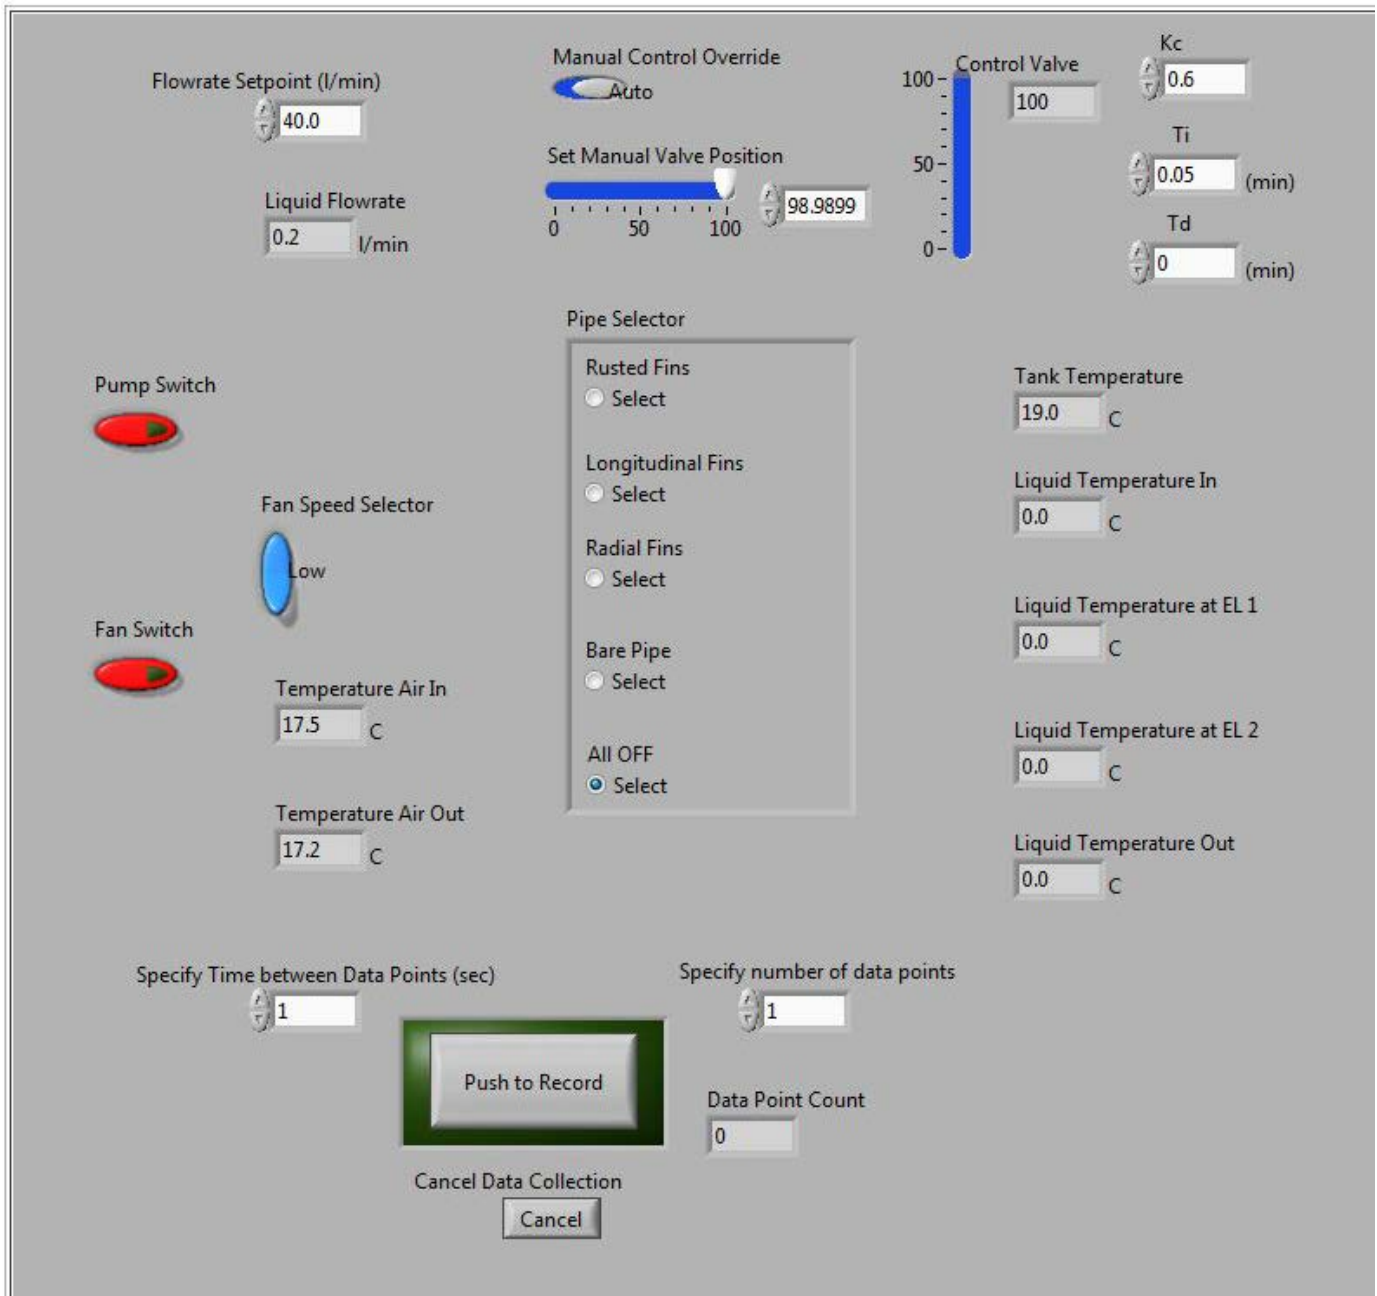 Flowrate Setpoint (l/min)
40.0
Liquid Flowrate
0.2 l/min
Manual Control Override
Auto
Set Manual Valve Position
98.9899
0 50 100
Control Valve
100
100
50
0
Kc
0.6
Ti
0.05 (min)
Td
0 (min)
Pump Switch
Fan Speed Selector
Low
Fan Switch
Temperature Air In
17.5 C
Temperature Air Out
17.2 C
Pipe Selector
Rusted Fins
Select
Longitudinal Fins
Select
Radial Fins
Select
Bare Pipe
Select
All OFF
Select
Tank Temperature
19.0 C
Liquid Temperature In
0.0 C
Liquid Temperature at EL 1
0.0 C
Liquid Temperature at EL 2
0.0 C
Liquid Temperature Out
0.0 C
Specify Time between Data Points (sec)
1
Specify number of data points
1
Push to Record
Data Point Count
0
Cancel Data Collection
Cancel